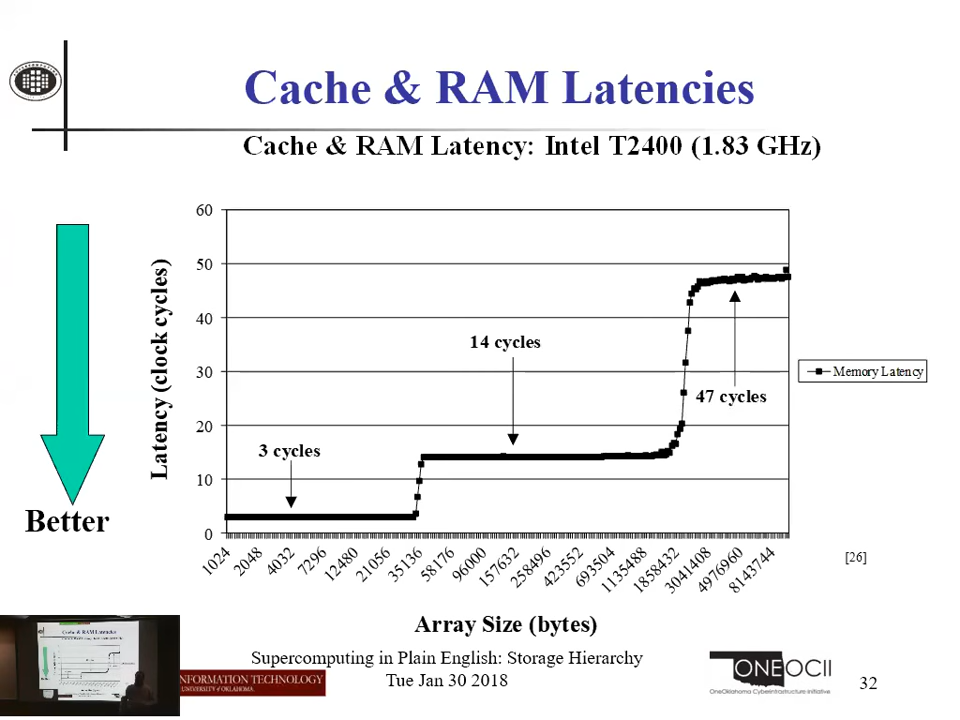 Cache & RAM Latencies
Cache & RAM Latency: Intel T2400 (1.83 GHz)
60
50
40
30
20
10
0
Latency (clock cycles)
3 cycles
14 cycles
47 cycles
Memory Latency
Better
1024
2048
4032
7296
12480
21056
35136
58176
96000
157632
258496
423552
693504
1135488
1858432
3041408
4976960
8143744
[26]
Array Size (bytes)
Cache & RAM Latencies
Supercomputing in Plain English: Storage Hierarchy
Tue Jan 30 2018
INFORMATION TECHNOLOGY
UNIVERSITY OF OKLAHOMA
ONEOCII
OneOklahoma Cyberinfrastructure Initiative
32